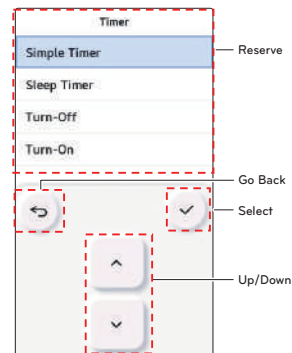 Timer
Simple Timer
Reserve
Sleep Timer
Turn-Off
Turn-On
Go Back
Select
Up/Down